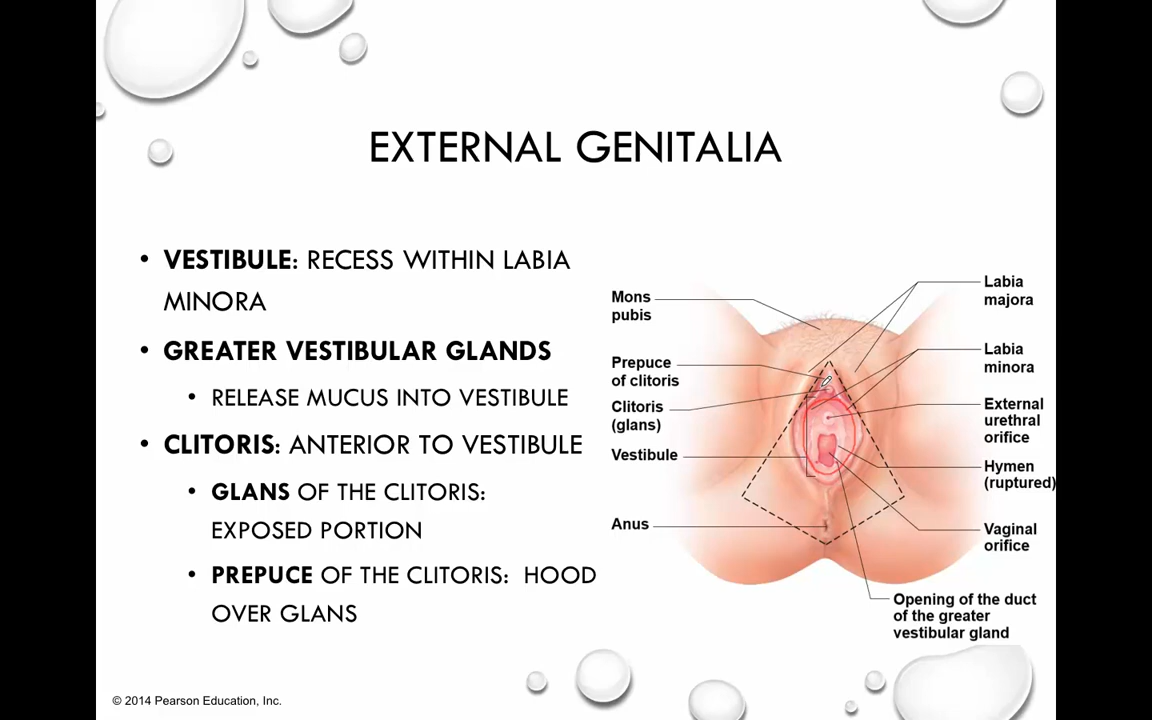 EXTERNAL GENITALIA
• VESTIBULE: RECESS WITHIN LABIA
MINORA
• GREATER VESTIBULAR GLANDS
• RELEASE MUCUS INTO VESTIBULE
• CLITORIS: ANTERIOR TO VESTIBULE
• GLANS OF THE CLITORIS:
EXPOSED PORTION
• PREPUCE OF THE CLITORIS: HOOD
OVER GLANS
Mons
pubis
Prepuce
of clitoris
Clitoris
(glans)
Vestibule
Anus
Labia
majora
Labia
minora
External
urethral
orifice
Hymen
(ruptured)
Vaginal
orifice
Opening of the duct
of the greater
vestibular gland
© 2014 Pearson Education, Inc.